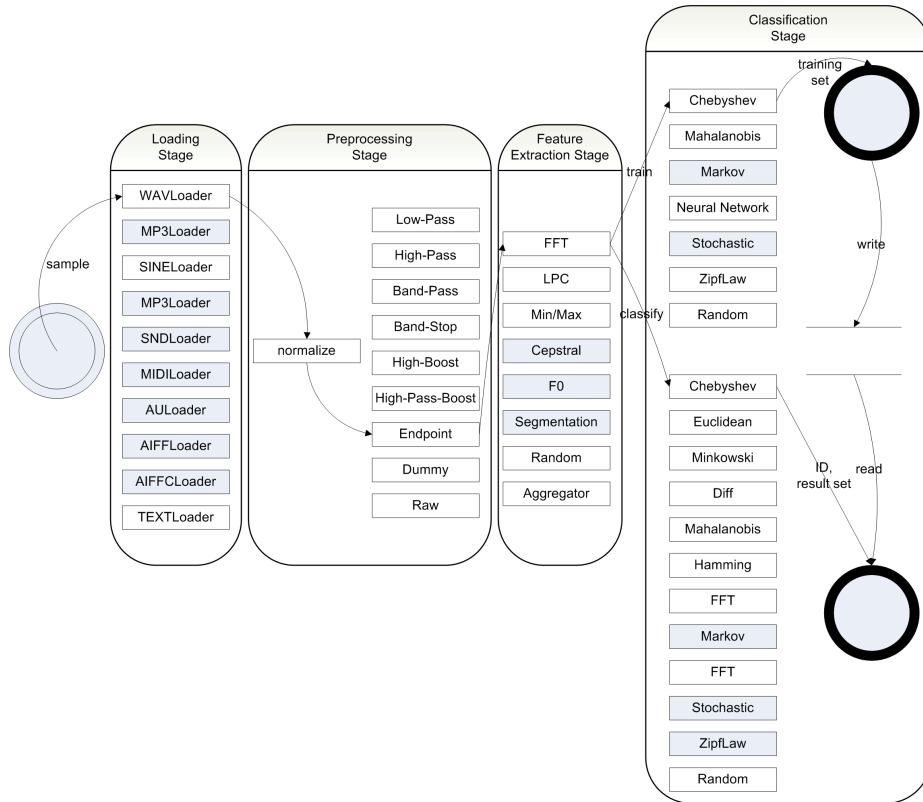 sample
Loading
Stage
WAVLoader
MP3Loader
SINELoader
MP3Loader
SNDLoader
MIDILoader
AULoader
AIFFLoader
AIFFCLoader
TEXTLoader
Preprocessing
Stage
normalize
Low-Pass
High-Pass
Band-Pass
Band-Stop
High-Boost
High-Pass-Boost
Endpoint
Dummy
Raw
Feature
Extraction Stage
FFT
LPC
Min/Max
Cepstral
F0
Segmentation
Random
Aggregator
train
classify
Classification
Stage
training
set
Chebyshev
Mahalanobis
Markov
Neural Network
Stochastic
ZipfLaw
Random
write
Chebyshev
Euclidean
Minkowski
Diff
Mahalanobis
Hamming
FFT
Markov
FFT
Stochastic
ZipfLaw
Random
ID,
result set
read